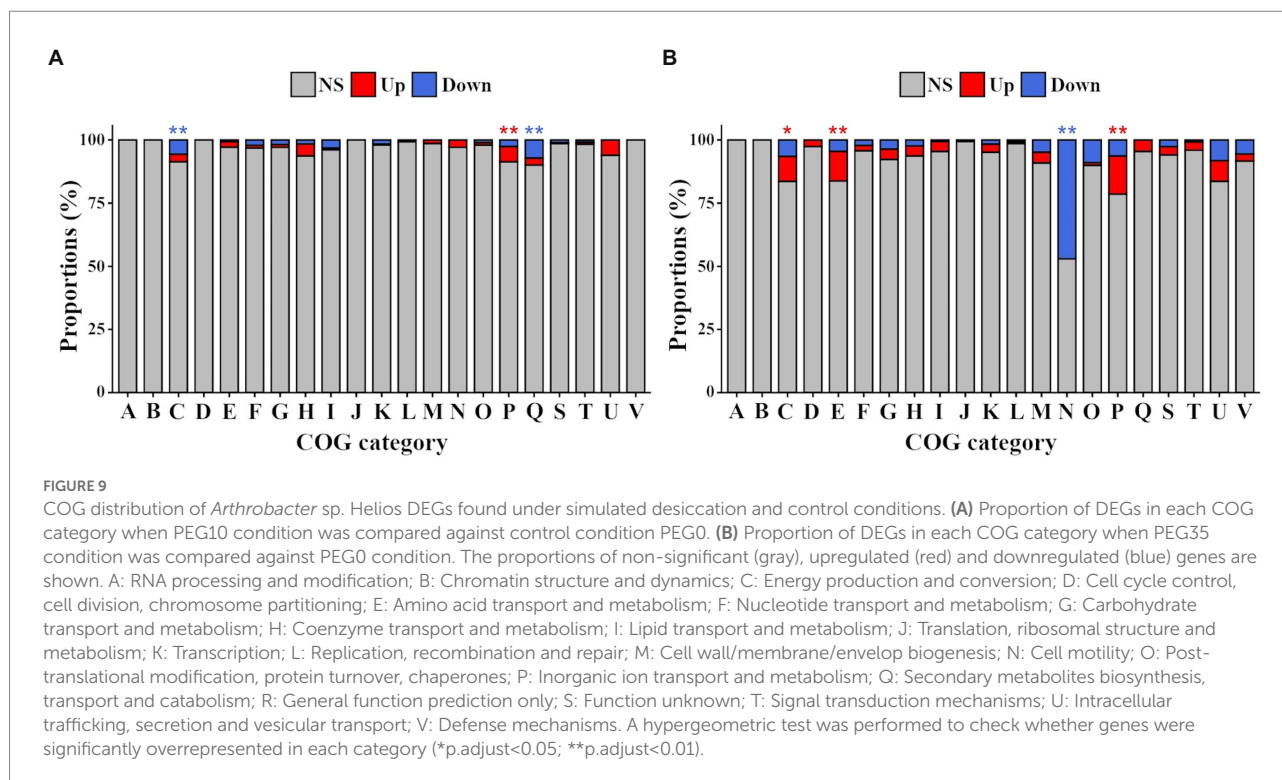 A
B
NS Up Down
NS Up Down
** ** **
* ** ** **
Proportions (%)
100
75
50
25
0
A B C D E F G H I J K L M N O P Q S T U V
COG category
Proportions (%)
100
75
50
25
0
A B C D E F G H I J K L M N O P Q S T U V
COG category
FIGURE 9
COG distribution of Arthrobacter sp. Helios DEGs found under simulated desiccation and control conditions. (A) Proportion of DEGs in each COG
category when PEG10 condition was compared against control condition PEG0. (B) Proportion of DEGs in each COG category when PEG35
condition was compared against PEG0 condition. The proportions of non-significant (gray), upregulated (red) and downregulated (blue) genes are
shown. A: RNA processing and modification; B: Chromatin structure and dynamics; C: Energy production and conversion; D: Cell cycle control,
cell division, chromosome partitioning; E: Amino acid transport and metabolism; F: Nucleotide transport and metabolism; G: Carbohydrate
transport and metabolism; H: Coenzyme transport and metabolism; I: Lipid transport and metabolism; J: Translation, ribosomal structure and
metabolism; K: Transcription; L: Replication, recombination and repair; M: Cell wall/membrane/envelop biogenesis; N: Cell motility; O: Post-
translational modification, protein turnover, chaperones; P: Inorganic ion transport and metabolism; Q: Secondary metabolites biosynthesis,
transport and catabolism; R: General function prediction only; S: Function unknown; T: Signal transduction mechanisms; U: Intracellular
trafficking, secretion and vesicular transport; V: Defense mechanisms. A hypergeometric test was performed to check whether genes were
significantly overrepresented in each category (*p.adjust<0.05; **p.adjust<0.01).